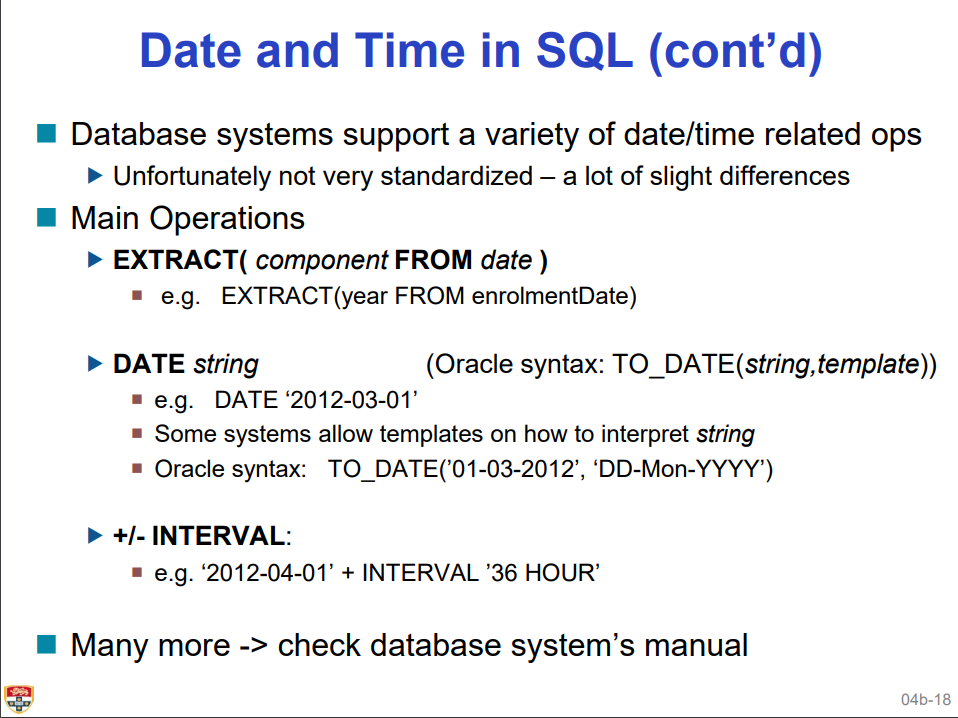 Date and Time in SQL (cont’d)
Database systems support a variety of date/time related ops
Unfortunately not very standardized – a lot of slight differences
Main Operations
EXTRACT( component FROM date )
e.g. EXTRACT(year FROM enrolmentDate)
DATE string (Oracle syntax: TO_DATE(string,template))
e.g. DATE ‘2012-03-01’
Some systems allow templates on how to interpret string
Oracle syntax: TO_DATE(’01-03-2012’, ‘DD-Mon-YYYY’)
+/- INTERVAL:
e.g. ‘2012-04-01’ + INTERVAL ’36 HOUR’
Many more -> check database system’s manual
04b-18